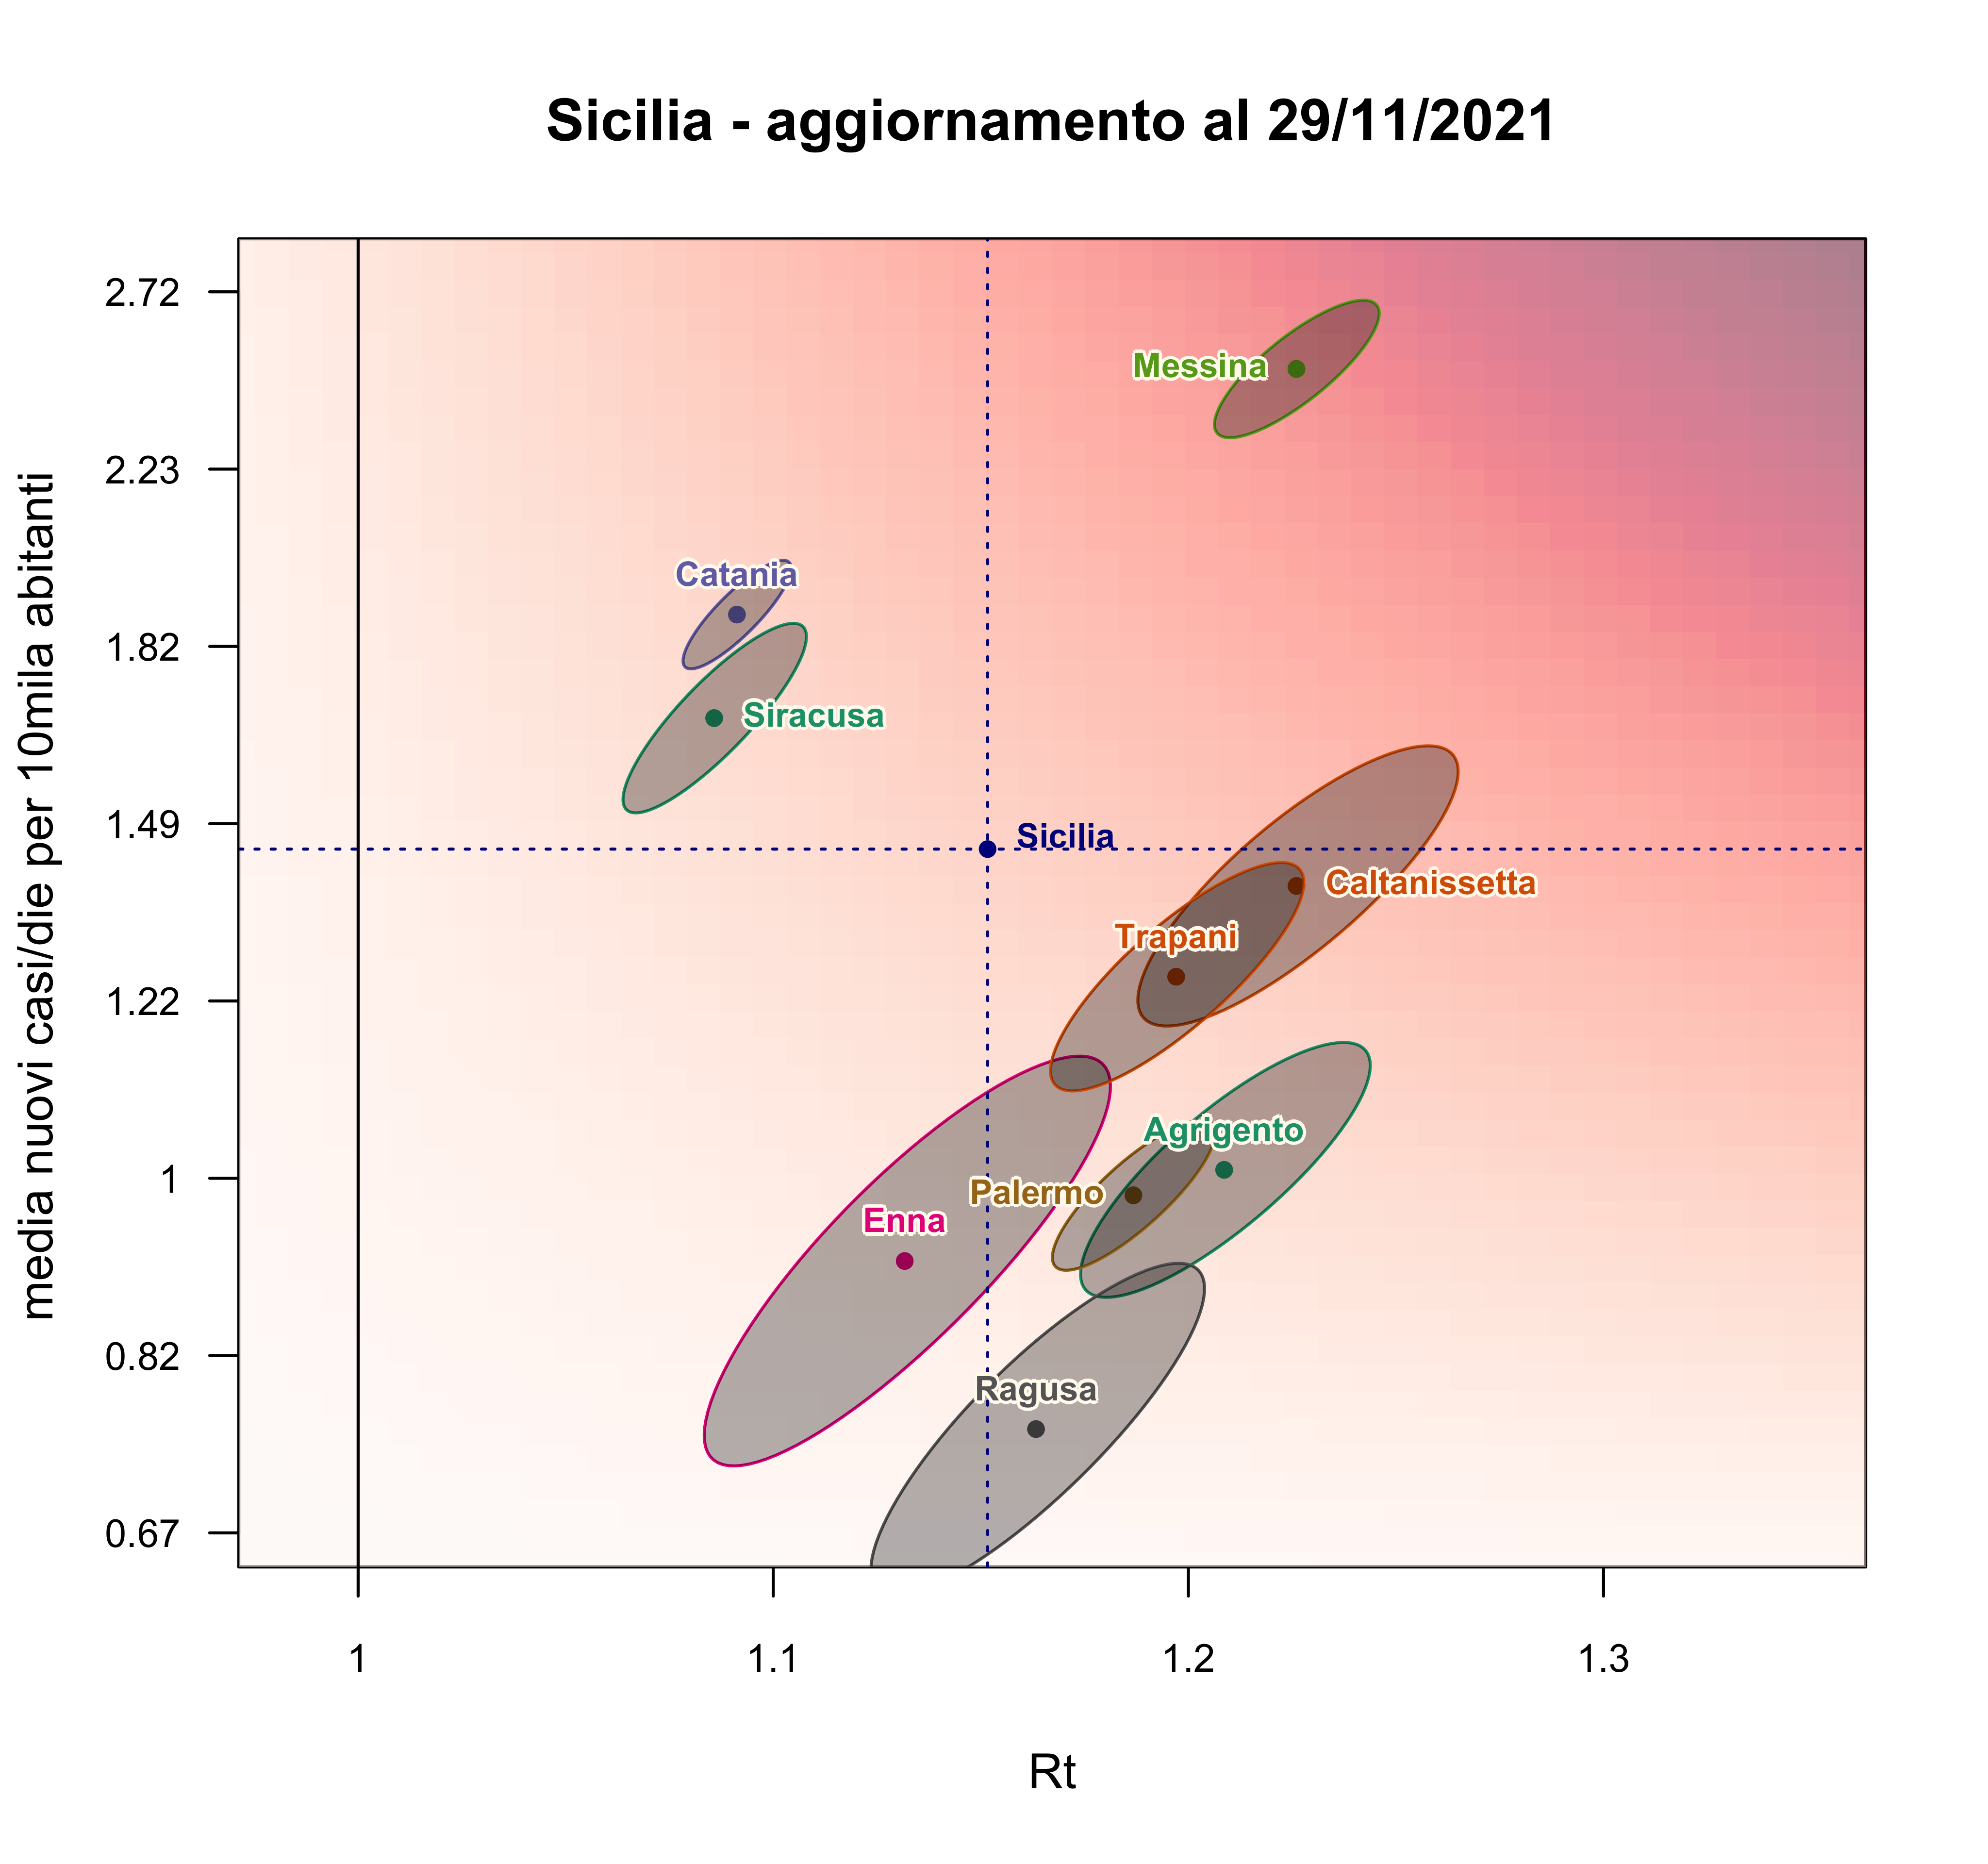 Sicilia - aggiornamento al 29/11/2021
media nuovi casi/die per 10mila abitanti
2.72
2.23
1.82
1.49
1.22
1
0.82
0.67
Messina
Catania
Siracusa
Sicilia
Caltanissetta
Trapani
Agrigento
Palermo
Enna
Ragusa
1
1.1
1.2
1.3
Rt